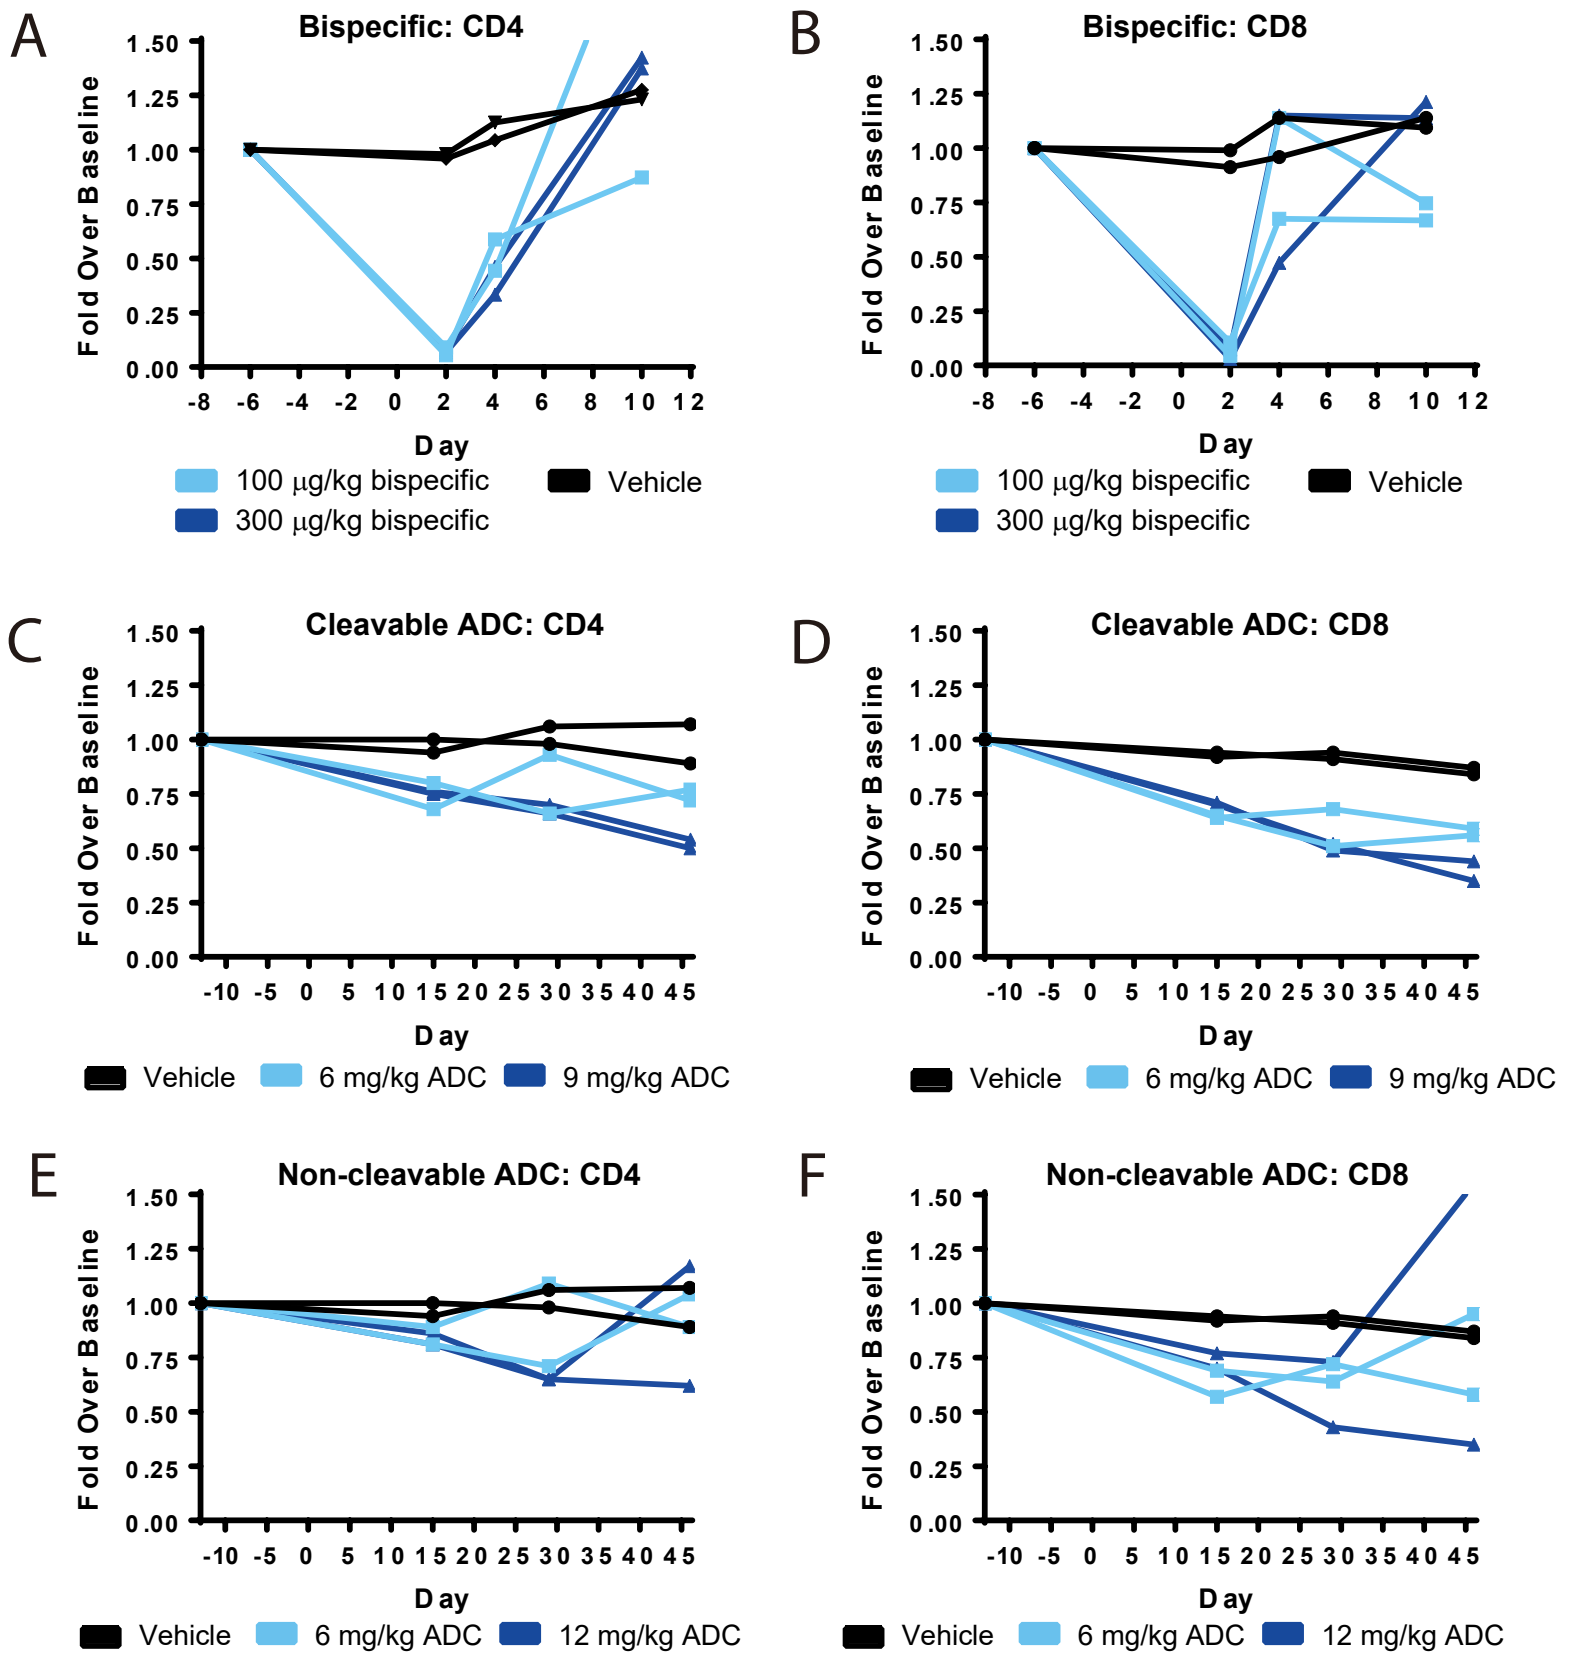 A
Bispecific: CD4
Fold Over Baseline
1.50
1.25
1.00
0.75
0.50
0.25
0.00
-8 -6 -4 -2 0 2 4 6 8 10 12
Day
100 µg/kg bispecific
Vehicle
300 µg/kg bispecific
B
Bispecific: CD8
Fold Over Baseline
1.50
1.25
1.00
0.75
0.50
0.25
0.00
-8 -6 -4 -2 0 2 4 6 8 10 12
Day
100 µg/kg bispecific
Vehicle
300 µg/kg bispecific
C
Cleavable ADC: CD4
Fold Over Baseline
1.50
1.25
1.00
0.75
0.50
0.25
0.00
-10 -5 0 5 10 15 20 25 30 35 40 45
Day
Vehicle 6 mg/kg ADC 9 mg/kg ADC
D
Cleavable ADC: CD8
Fold Over Baseline
1.50
1.25
1.00
0.75
0.50
0.25
0.00
-10 -5 0 5 10 15 20 25 30 35 40 45
Day
Vehicle 6 mg/kg ADC 9 mg/kg ADC
E
Non-cleavable ADC: CD4
Fold Over Baseline
1.50
1.25
1.00
0.75
0.50
0.25
0.00
-10 -5 0 5 10 15 20 25 30 35 40 45
Day
Vehicle 6 mg/kg ADC 12 mg/kg ADC
F
Non-cleavable ADC: CD8
Fold Over Baseline
1.50
1.25
1.00
0.75
0.50
0.25
0.00
-10 -5 0 5 10 15 20 25 30 35 40 45
Day
Vehicle 6 mg/kg ADC 12 mg/kg ADC